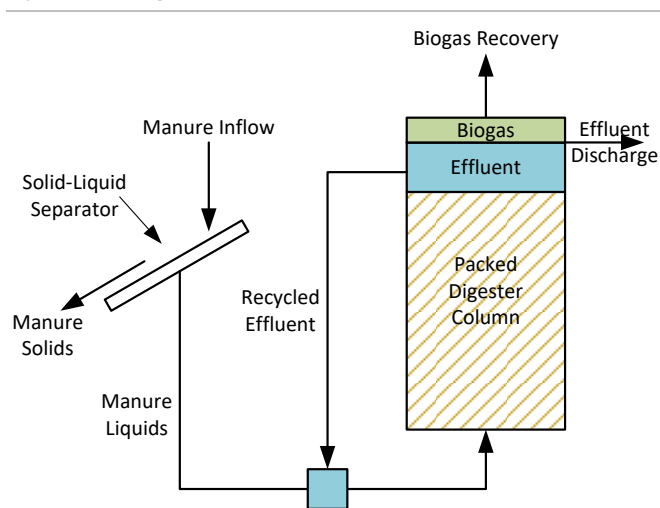 Biogas Recovery
Manure Inflow
Biogas
Effluent
Discharge
Effluent
Solid-Liquid
Separator
Packed
Digester
Column
Recycled
Effluent
Manure
Solids
Manure
Liquids